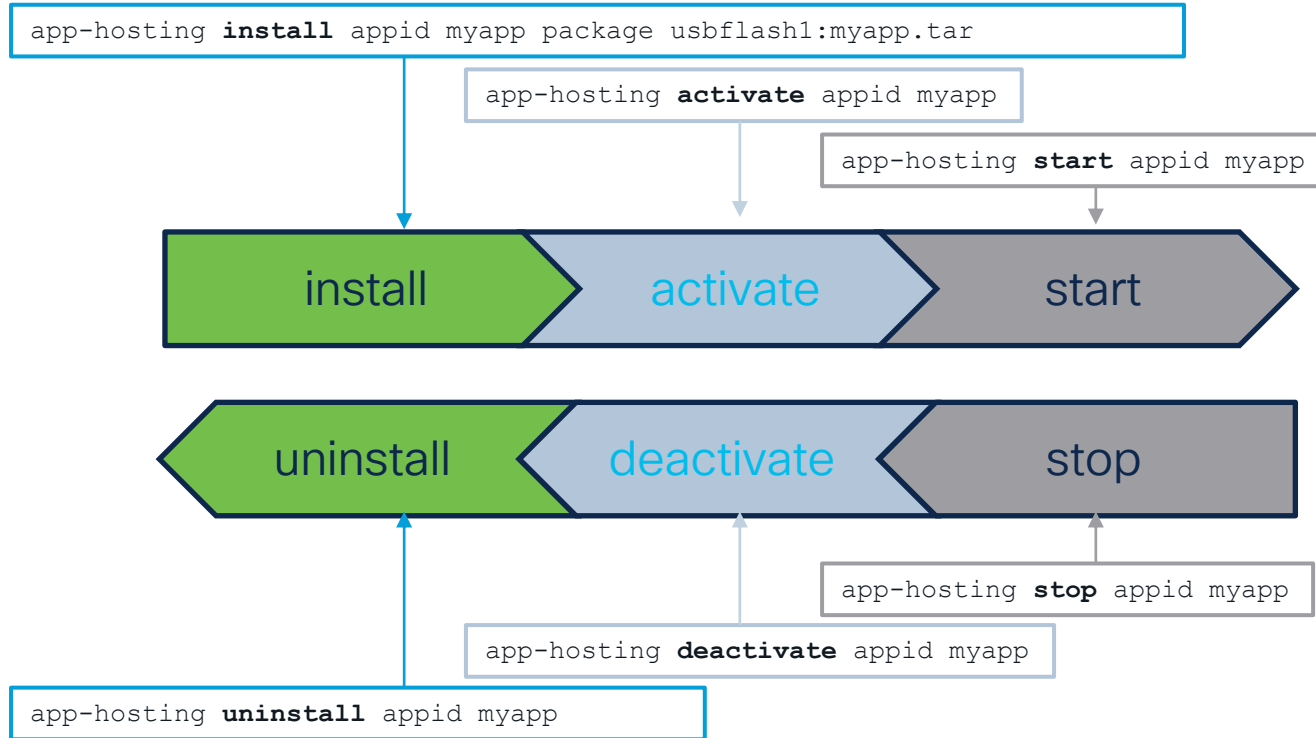 app-hosting install appid myapp package usbflash1:myapp.tar
app-hosting activate appid myapp
app-hosting start appid myapp
install
activate
start
uninstall
deactivate
stop
app-hosting stop appid myapp
app-hosting deactivate appid myapp
app-hosting uninstall appid myapp